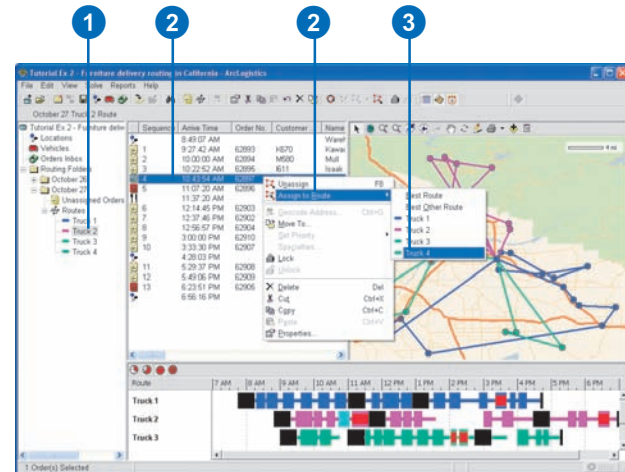 1 2 2 3
Tutorial Ex 2 - Furniture delivery routing in California - ArcLogistics
File Edit View Solve Reports Help
October 27 Truck 2 Route
Tutorial Ex 2 - Furniture deliv
Locations
Vehicles
Orders Inbox
Routing Folders
October 26
October 27
Unassigned Orders
Routes
Truck 1
Truck 2
Truck 3
Truck 4
Sequence Arrive Time Order No. Customer Name
8:49:07 AM Wareh
1 9:27:42 AM 62893 H570 Kawas
2 10:00:00 AM 62894 M580 Mull
3 10:22:52 AM 62895 I611 Isaak
4 10:43:54 AM 62897
5 11:07:20 AM 62896
11:37:20 AM
6 12:14:45 PM 62903
7 12:37:46 PM 62902
8 12:56:57 PM 62904
9 3:00:00 PM 62910
10 3:33:30 PM 62907
4:28:03 PM
11 5:29:37 PM 62908
12 5:49:06 PM 62909
13 6:23:51 PM 62905
6:56:16 PM
Unassign F8
Assign to Route
Geocode Address... Ctrl+G
Move To...
Set Priority
Specialties...
Lock
Unlock
Delete Del
Cut Ctrl+X
Copy Ctrl+C
Paste Ctrl+V
Properties...
Best Route
Best Other Route
Truck 1
Truck 2
Truck 3
Truck 4
4 mi
Route 7 AM 8 AM 9 AM 10 AM 11 AM 12 PM 1 PM 2 PM 3 PM 4 PM 5 PM 6 PM
Truck 1
Truck 2
Truck 3
1 Order(s) Selected